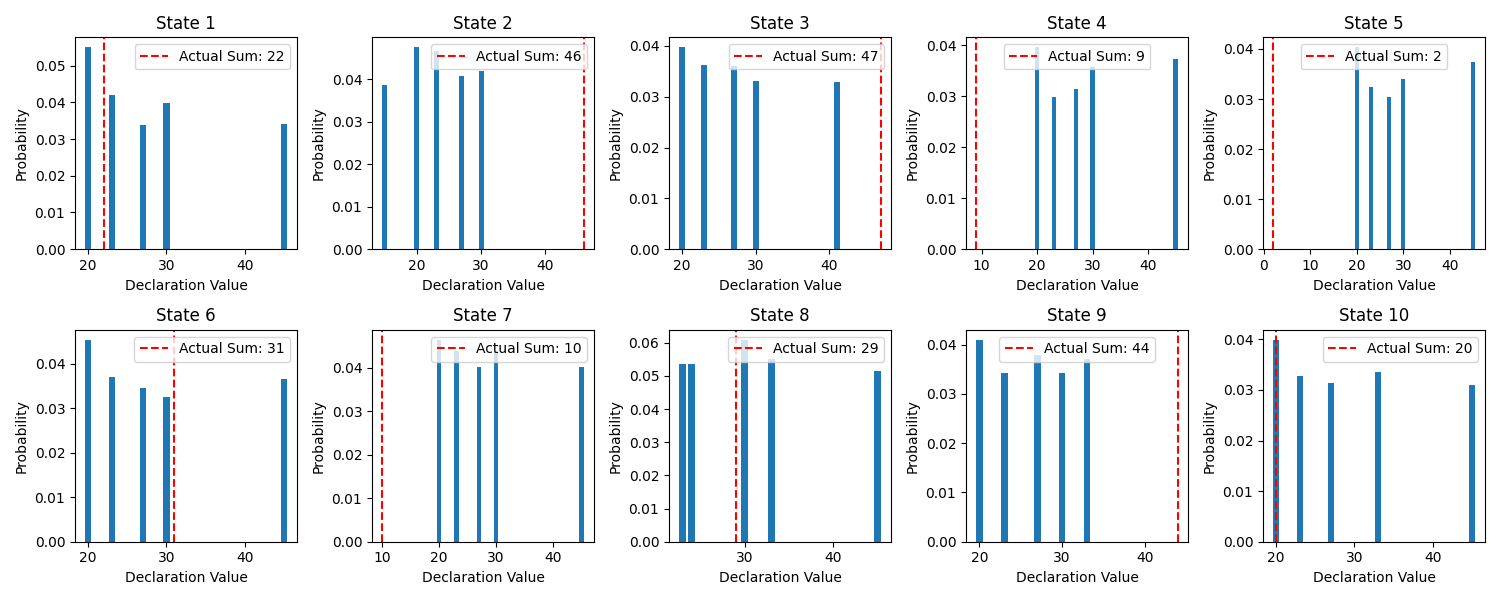 State 1
Actual Sum: 22
0.05
0.04
0.03
0.02
0.01
0.00
Probability
20 30 40
Declaration Value
State 2
Actual Sum: 46
0.04
0.03
0.02
0.01
0.00
Probability
20 30 40
Declaration Value
State 3
Actual Sum: 47
0.04
0.03
0.02
0.01
0.00
Probability
20 30 40
Declaration Value
State 4
Actual Sum: 9
0.04
0.03
0.02
0.01
0.00
Probability
10 20 30 40
Declaration Value
State 5
Actual Sum: 2
0.04
0.03
0.02
0.01
0.00
Probability
0 10 20 30 40
Declaration Value
State 6
Actual Sum: 31
0.04
0.03
0.02
0.01
0.00
Probability
20 30 40
Declaration Value
State 7
Actual Sum: 10
0.04
0.03
0.02
0.01
0.00
Probability
10 20 30 40
Declaration Value
State 8
Actual Sum: 29
0.06
0.05
0.04
0.03
0.02
0.01
0.00
Probability
30 40
Declaration Value
State 9
Actual Sum: 44
0.04
0.03
0.02
0.01
0.00
Probability
20 30 40
Declaration Value
State 10
Actual Sum: 20
0.04
0.03
0.02
0.01
0.00
Probability
20 30 40
Declaration Value